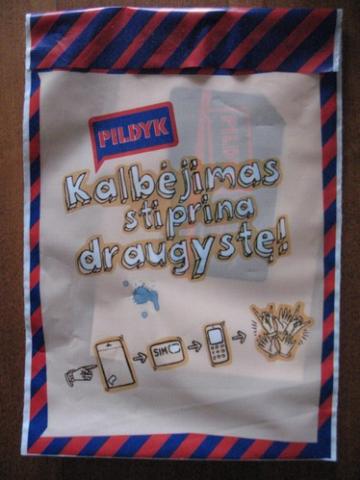 PILDYK
Kalbėjimas
stiprina
draugystę!
SIM